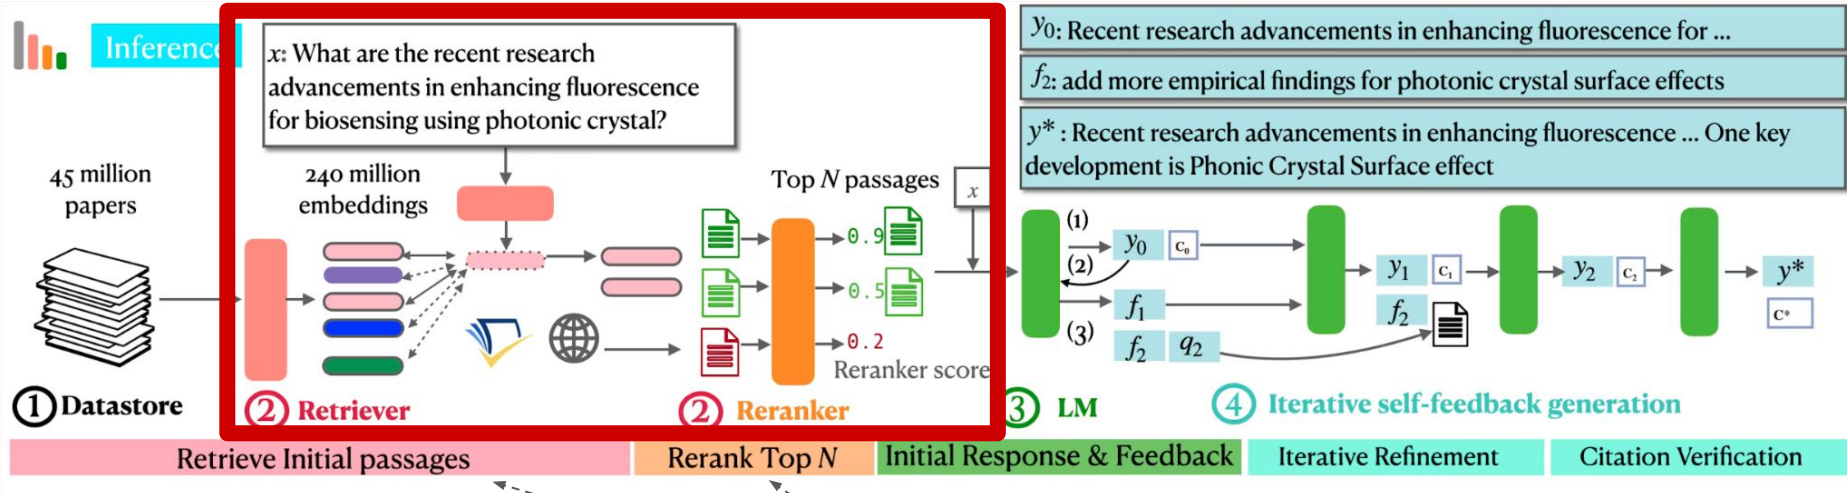 Inference
x: What are the recent research
advancements in enhancing fluorescence
for biosensing using photonic crystal?
y0: Recent research advancements in enhancing fluorescence for ...
f2: add more empirical findings for photonic crystal surface effects
y* : Recent research advancements in enhancing fluorescence ... One key
development is Phonic Crystal Surface effect
45 million
papers
240 million
embeddings
Top N passages
x
0.9
0.5
0.2
Reranker score
(1)
y0 C0
(2)
f1
(3)
f2 q2
y1 C1
f2
y2 C2
y*
C*
1 Datastore
2 Retriever
2 Reranker
3 LM
4 Iterative self-feedback generation
Retrieve Initial passages
Rerank Top N
Initial Response & Feedback
Iterative Refinement
Citation Verification